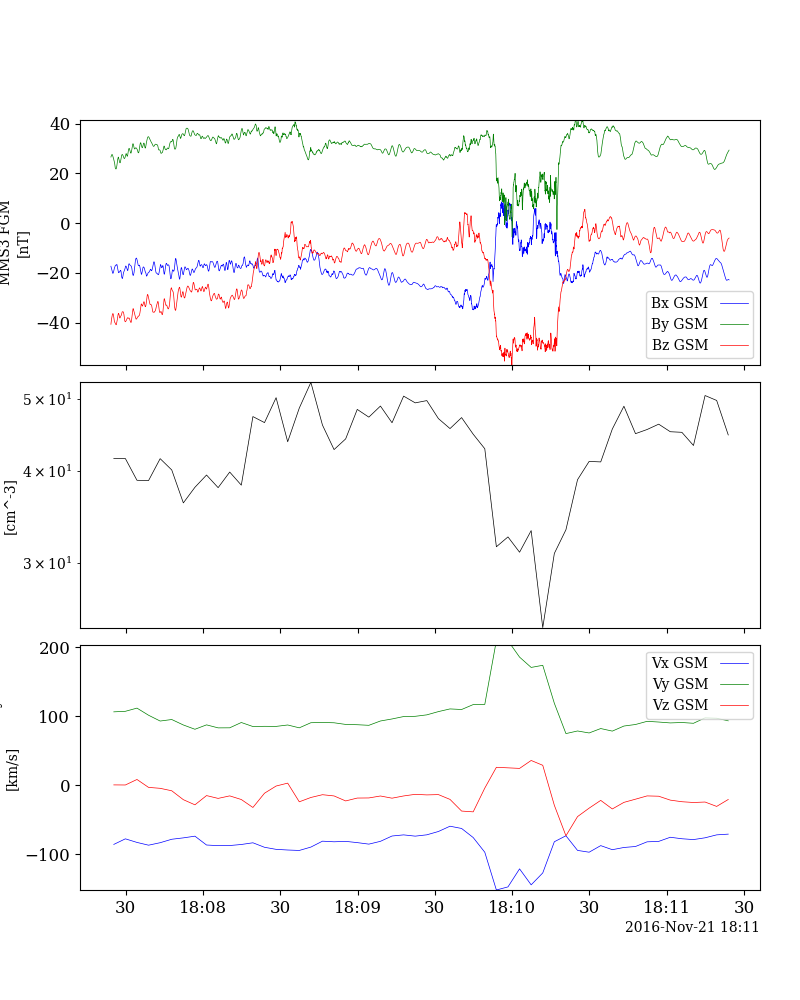 40
20
0
−20
−40
MMS3 FGM
[nT]
Bx GSM
By GSM
Bz GSM
5 × 10¹
4 × 10¹
3 × 10¹
[cm^-3]
200
100
0
−100
[km/s]
Vx GSM
Vy GSM
Vz GSM
30 18:08 30 18:09 30 18:10 30 18:11 30
2016-Nov-21 18:11